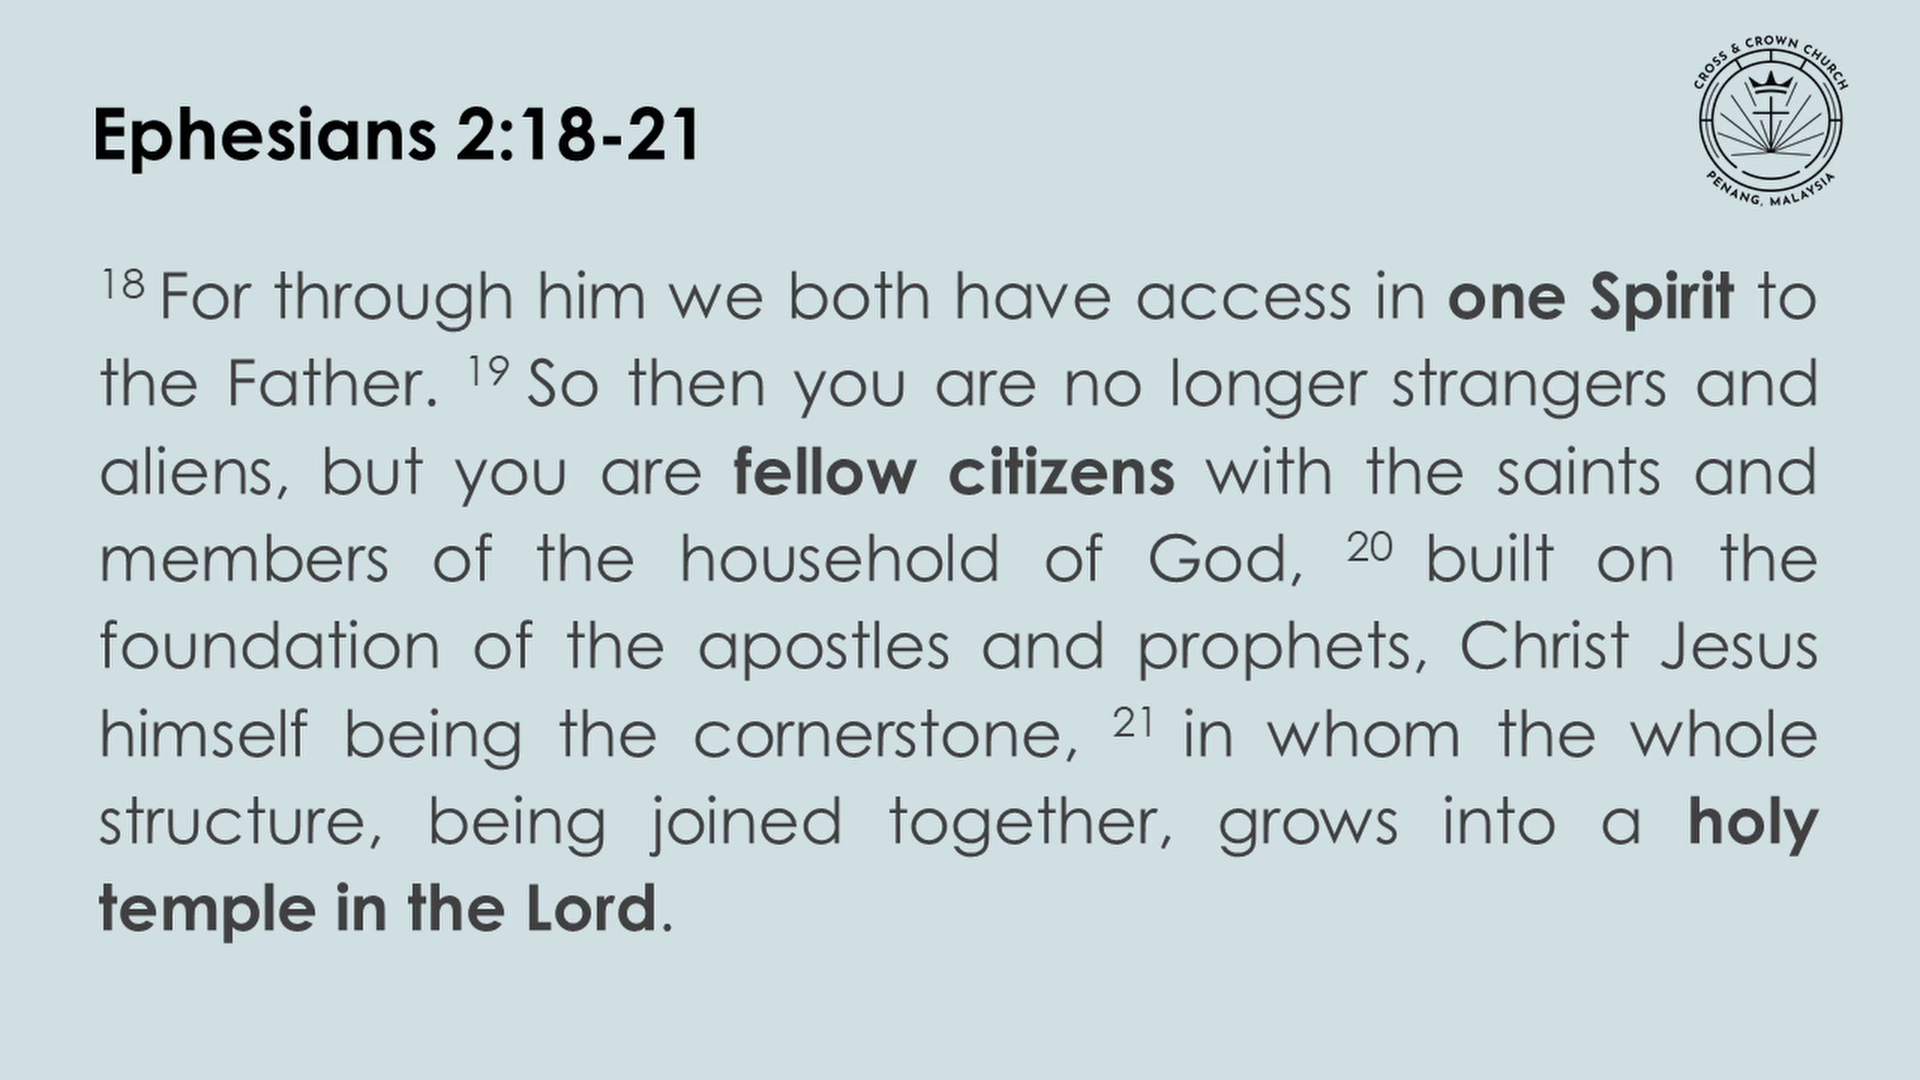 CROSS & CROWN CHURCH
PENANG, MALAYSIA
Ephesians 2:18-21
18 For through him we both have access in one Spirit to
the Father. 19 So then you are no longer strangers and
aliens, but you are fellow citizens with the saints and
members of the household of God, 20 built on the
foundation of the apostles and prophets, Christ Jesus
himself being the cornerstone, 21 in whom the whole
structure, being joined together, grows into a holy
temple in the Lord.